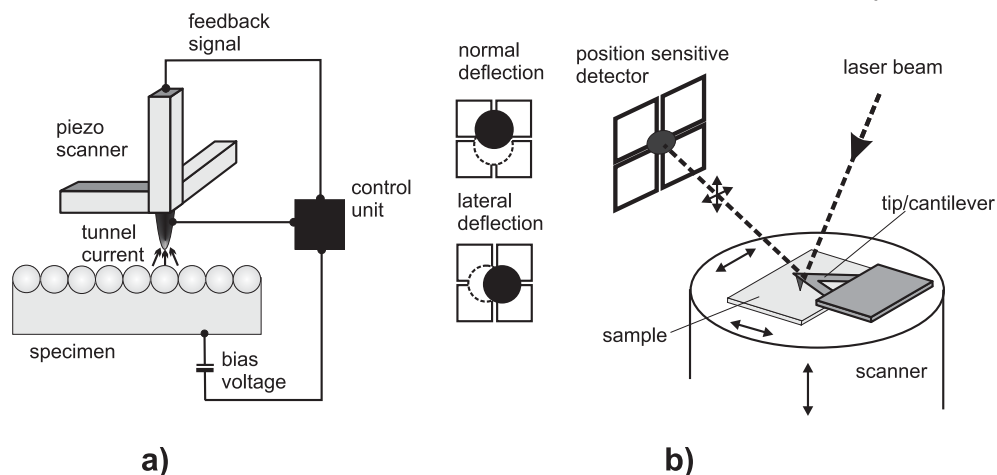 feedback
signal
piezo
scanner
control
unit
tunnel
current
specimen
bias
voltage
a)
normal
deflection
lateral
deflection
position sensitive
detector
laser beam
tip/cantilever
sample
scanner
b)